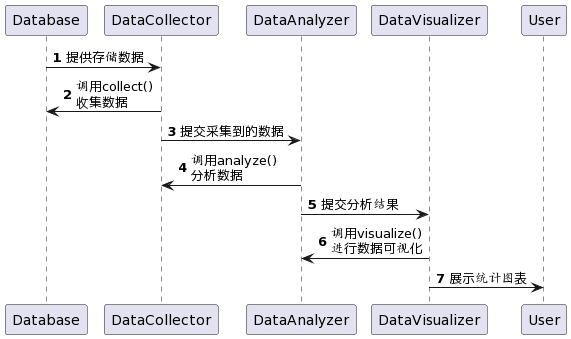 Database DataCollector DataAnalyzer DataVisualizer User
1 提供存储数据
2 调用collect()
收集数据
3 提交采集到的数据
4 调用analyze()
分析数据
5 提交分析结果
6 调用visualize()
进行数据可视化
7 展示统计图表
Database DataCollector DataAnalyzer DataVisualizer User